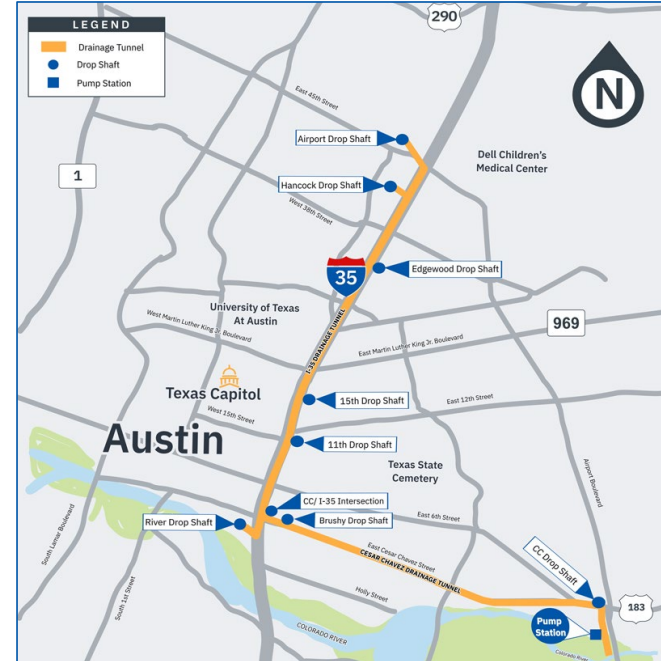 LEGEND
Drainage Tunnel
Drop Shaft
Pump Station
290
N
East 45th Street
Airport Drop Shaft
Dell Children's
Medical Center
1
Hancock Drop Shaft
West 38th Street
35
Edgewood Drop Shaft
University of Texas
At Austin
I-35 DRAINAGE TUNNEL
969
West Martin Luther King Jr. Boulevard
East Martin Luther King Jr. Boulevard
Texas Capitol
15th Drop Shaft
East 12th Street
West 15th Street
Austin
11th Drop Shaft
Texas State
Cemetery
Airport Boulevard
CC/ I-35 Intersection
River Drop Shaft
Brushy Drop Shaft
East 6th Street
South Lamar Boulevard
East Cesar Chavez Street
CESAR CHAVEZ DRAINAGE TUNNEL
CC Drop Shaft
South 1st Street
Holly Street
183
Pump
Station
COLORADO RIVER
Colorado River